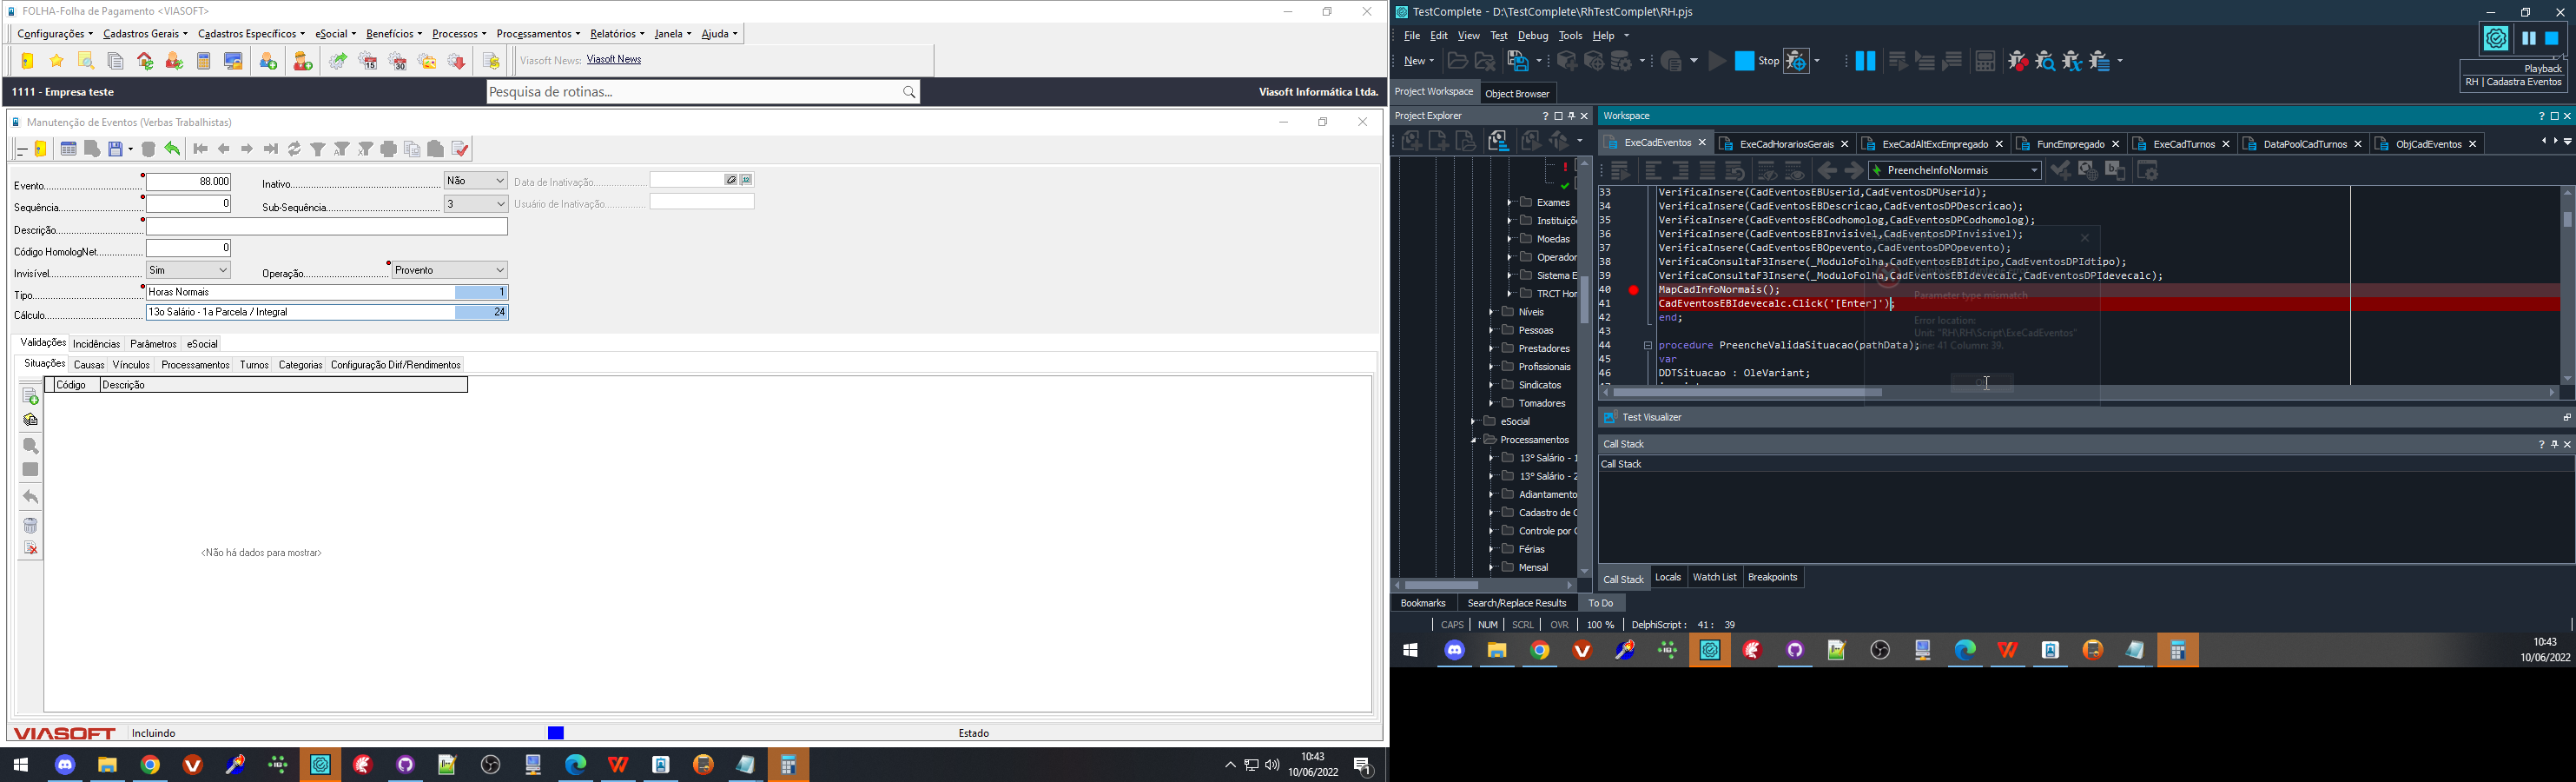 FOLHA-Folha de Pagamento <VIASOFT>
Configurações Cadastros Gerais Cadastros Específicos eSocial Benefícios Processos Processamentos Relatórios Janela Ajuda
Viasoft News: Viasoft News
1111 - Empresa teste
Pesquisa de rotinas...
Viasoft Informática Ltda.
Manutenção de Eventos (Verbas Trabalhistas)
Evento 88.000 Inativo Não Data de Inativação
Sequência 0 Sub-Sequência 3 Usuário de Inativação
Descrição
Código HomologNet 0
Invisível Sim Operação Provento
Tipo Horas Normais 1
Cálculo 13o Salário - 1a Parcela / Integral 24
Validações Incidências Parâmetros eSocial
Situações Causas Vínculos Processamentos Turnos Categorias Configuração Dirf/Rendimentos
Código Descrição
<Não há dados para mostrar>
VIASOFT Incluindo Estado
10:43
10/06/2022
TestComplete - D:\TestComplete\RhTestComplet\RH.pjs
File Edit View Test Debug Tools Help
New Stop
Playback
RH | Cadastra Eventos
Project Workspace Object Browser
Project Explorer
Workspace
ExeCadEventos ExeCadHorariosGerais ExeCadAltExcEmpregado FuncEmpregado ExeCadTurnos DataPoolCadTurnos ObjCadEventos
PreencheInfoNormais
Exames
Instituiçõ
Moedas
Operador
Sistema E
TRCT Hor
Níveis
Pessoas
Prestadores
Profissionais
Sindicatos
Tomadores
eSocial
Processamentos
13º Salário - 1
13º Salário - 2
Adiantamento
Cadastro de C
Controle por C
Férias
Mensal
33 VerificaInsere(CadEventosEBUserid,CadEventosDPUserid);
34 VerificaInsere(CadEventosEBDescricao,CadEventosDPDescricao);
35 VerificaInsere(CadEventosEBCodhomolog,CadEventosDPCodhomolog);
36 VerificaInsere(CadEventosEBInvisivel,CadEventosDPInvisivel);
37 VerificaInsere(CadEventosEBOpevento,CadEventosDPOpevento);
38 VerificaConsultaF3Insere(_ModuloFolha,CadEventosEBIdtipo,CadEventosDPIdtipo);
39 VerificaConsultaF3Insere(_ModuloFolha,CadEventosEBIdevecalc,CadEventosDPIdevecalc);
40 MapCadInfoNormais();
41 CadEventosEBIdevecalc.Click('[Enter]');
42 end;
43
44 procedure PreencheValidaSituacao(pathData);
45 var
46 DDTSituacao : OleVariant;
Parameter type mismatch
Error location:
Unit: "RH\RH\Script\ExeCadEventos"
Line: 41 Column: 39.
Test Visualizer
Call Stack
Call Stack
Call Stack Locals Watch List Breakpoints
Bookmarks Search/Replace Results To Do
CAPS NUM SCRL OVR 100 % DelphiScript : 41 : 39
10:43
10/06/2022